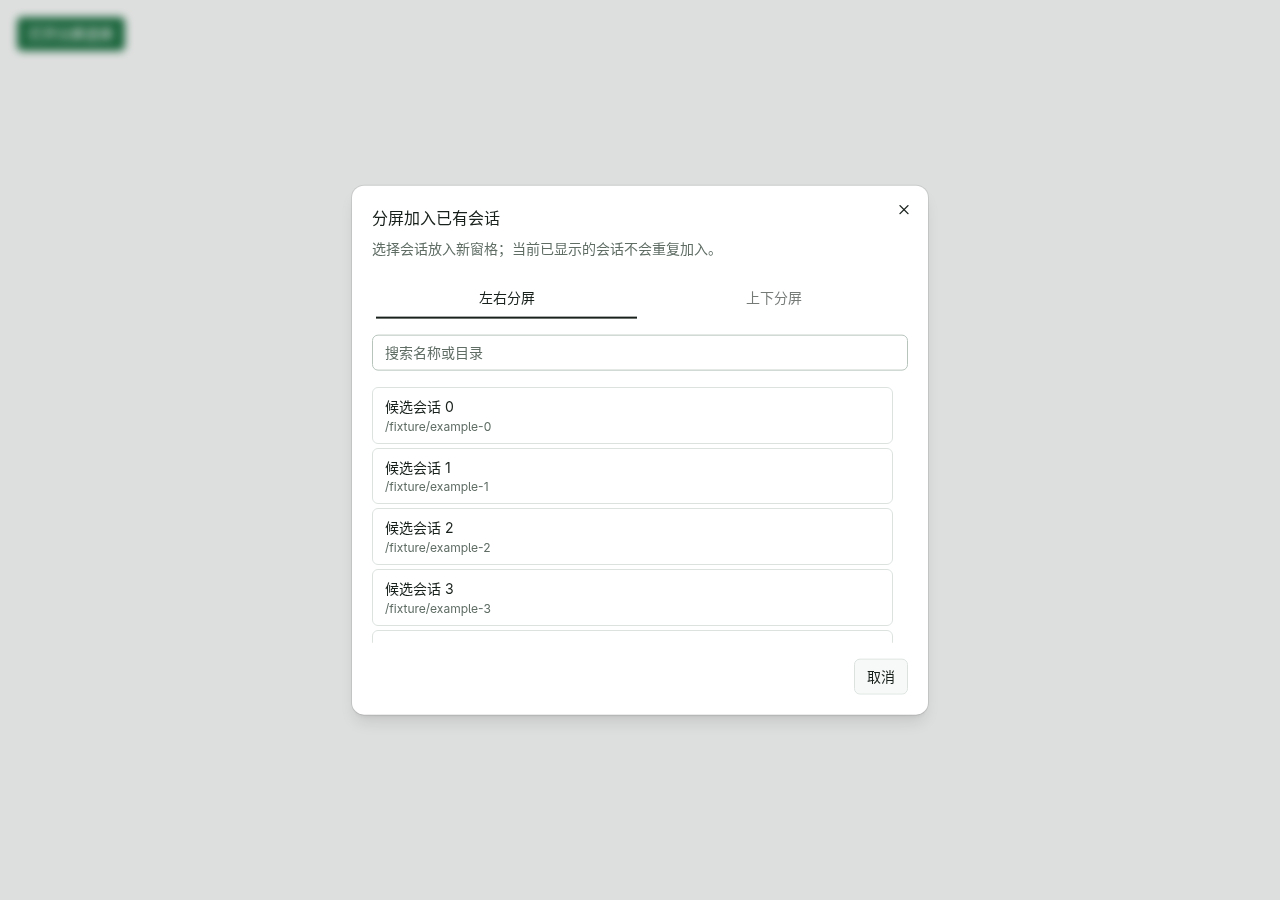 分屏加入已有会话
选择会话放入新窗格；当前已显示的会话不会重复加入。
左右分屏
上下分屏
搜索名称或目录
候选会话 0
/fixture/example-0
候选会话 1
/fixture/example-1
候选会话 2
/fixture/example-2
候选会话 3
/fixture/example-3
取消